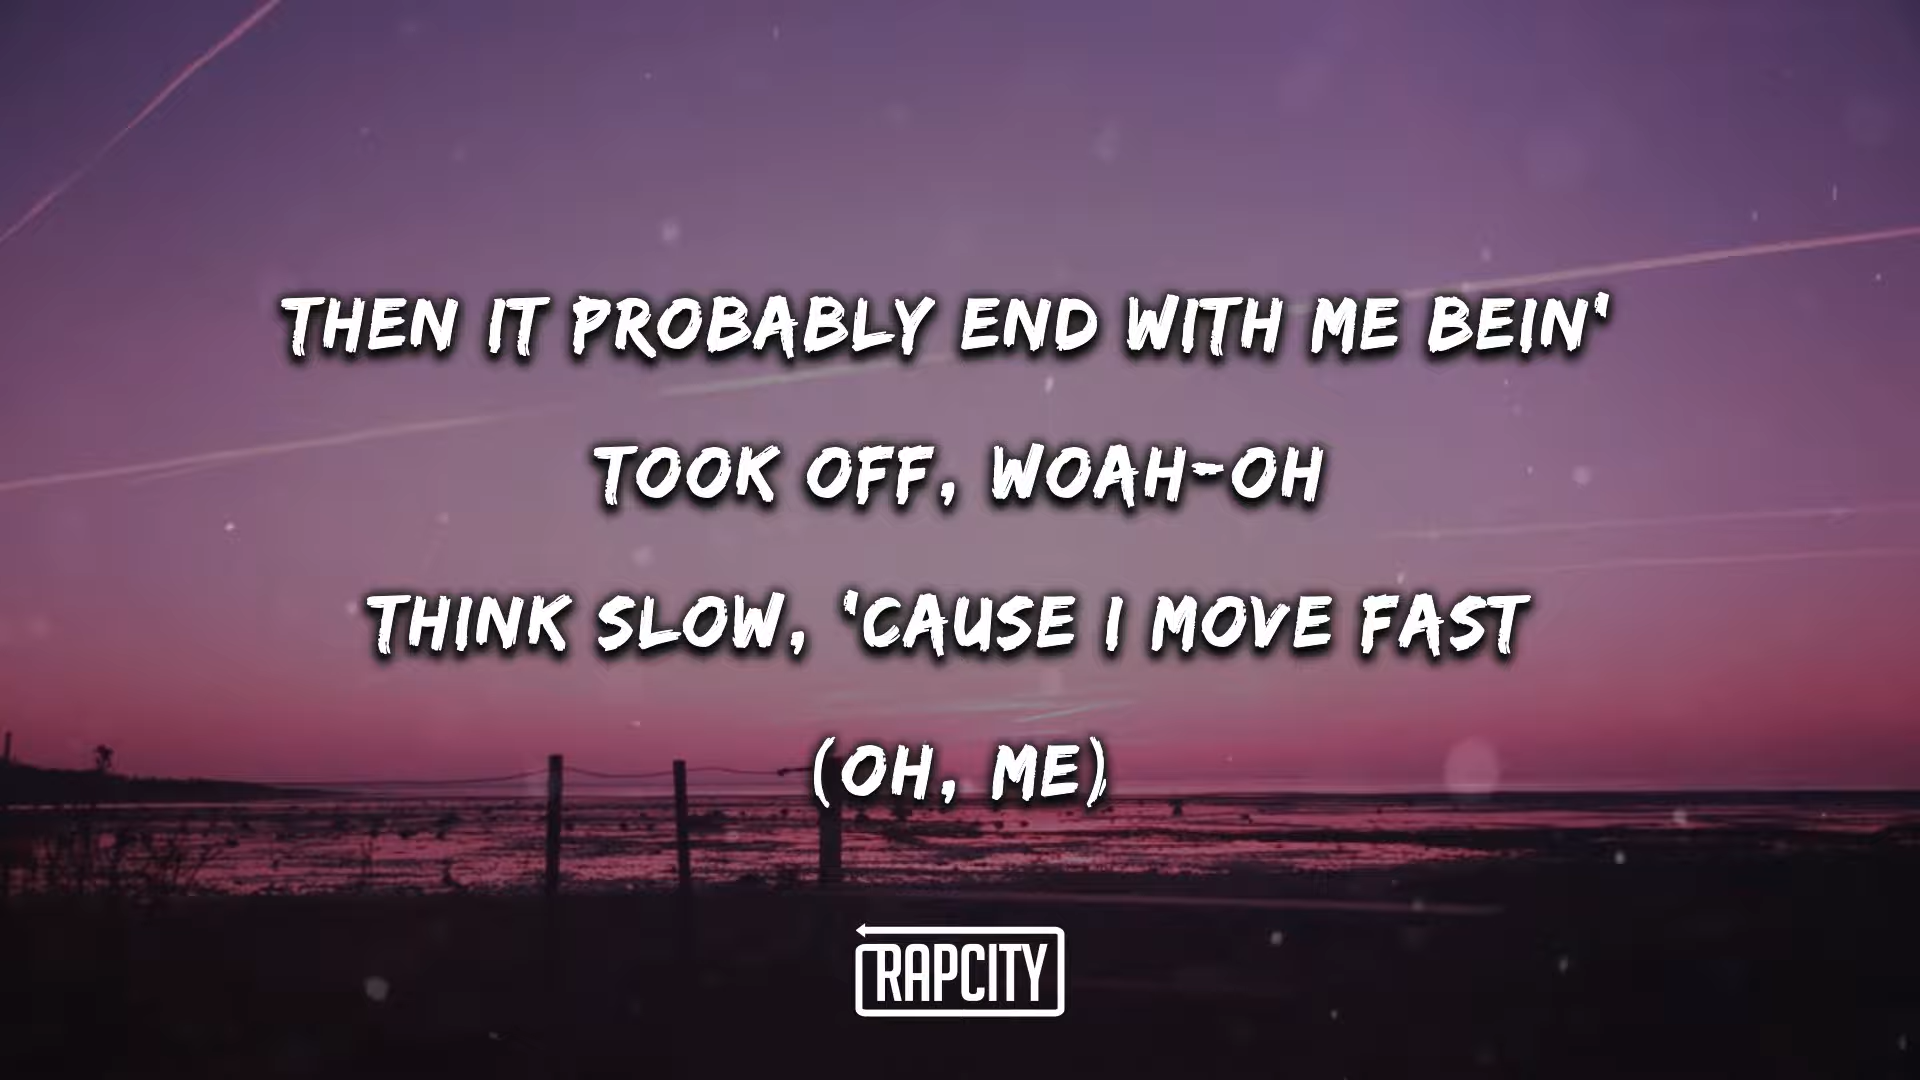 THEN IT PROBABLY END WITH ME BEIN'
TOOK OFF, WOAH-OH
THINK SLOW, 'CAUSE I MOVE FAST
(OH, ME)
RAPCITY